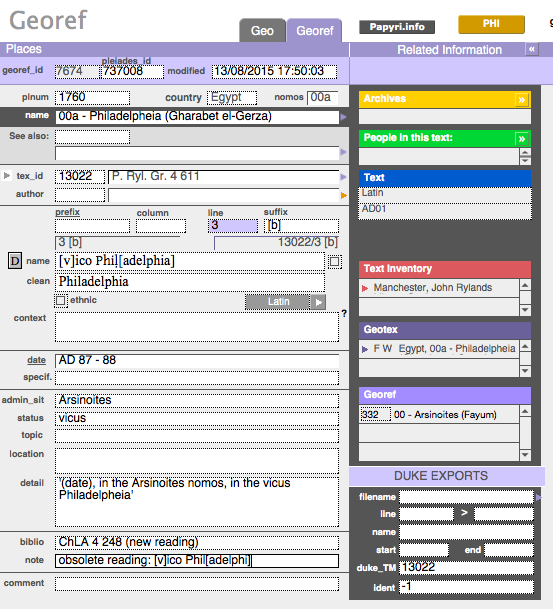 Georef
Geo
Georef
Papyri.info
PHI
Places
Related Information «
georef_id 7674
pleiades_id
737008
modified 13/08/2015 17:50:03
plnum 1760
country Egypt
nomos 00a
name 00a - Philadelpheia (Gharabet el-Gerza)
See also:
tex_id 13022 P. Ryl. Gr. 4 611
author
prefix column line suffix
3 [b]
3 [b] 13022/3 [b]
D name [v]ico Phil[adelphia]
clean Philadelphia
ethnic
Latin
context ?
date AD 87 - 88
specif.
admin_sit Arsinoites
status vicus
topic
location
detail '(date), in the Arsinoites nomos, in the vicus
Philadelpheia'
biblio ChLA 4 248 (new reading)
note obsolete reading: [v]ico Phil[adelphi]
comment
Archives »
People in this text: »
Text
Latin
AD01
Text Inventory
Manchester, John Rylands
Geotex
F W Egypt, 00a - Philadelpheia
Georef
332 00 - Arsinoites (Fayum)
DUKE EXPORTS
filename
line >
name
start end
duke_TM 13022
ident -1